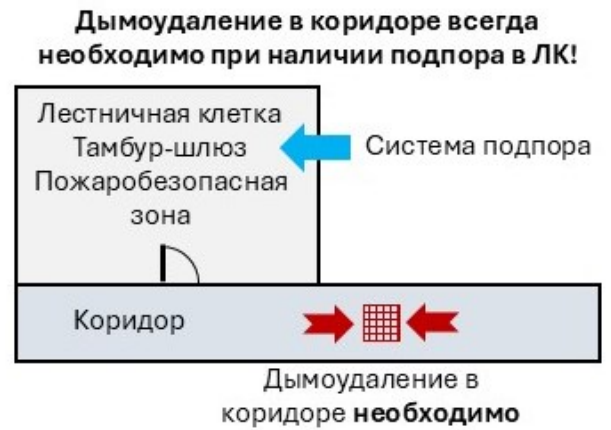 Дымоудаление в коридоре всегда
необходимо при наличии подпора в ЛК!
Лестничная клетка
Тамбур-шлюз
Пожаробезопасная
зона
Система подпора
Коридор
Дымоудаление в
коридоре необходимо